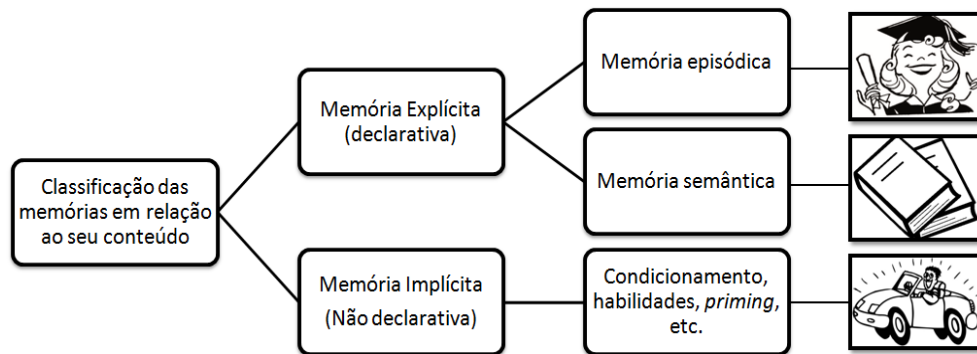 Classificação das
memórias em relação
ao seu conteúdo
Memória Explícita
(declarativa)
Memória episódica
Memória semântica
Memória Implícita
(Não declarativa)
Condicionamento,
habilidades, priming,
etc.